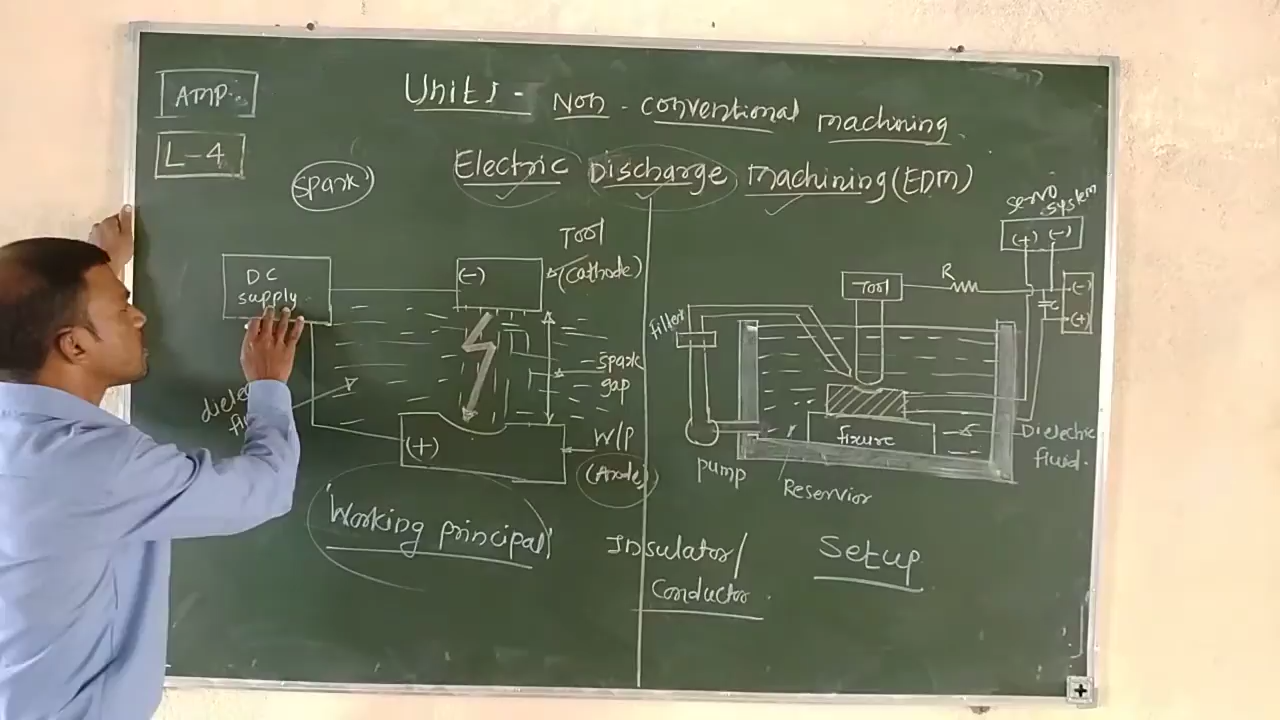 AMP:
L-4
Unit 5 - Non - conventional machining.
Electric Discharge Machining (EDM)
spark
DC
supply
Tool
(-)
(Cathode)
spark
gap
(+)
W/P
(Anode)
Working principal
Insulator/
Conductor.
Servo
system
(+) (-)
R
Tool
C
(-)
(+)
filter
fixure
pump
Reservior
Dielectric
fluid.
Setup